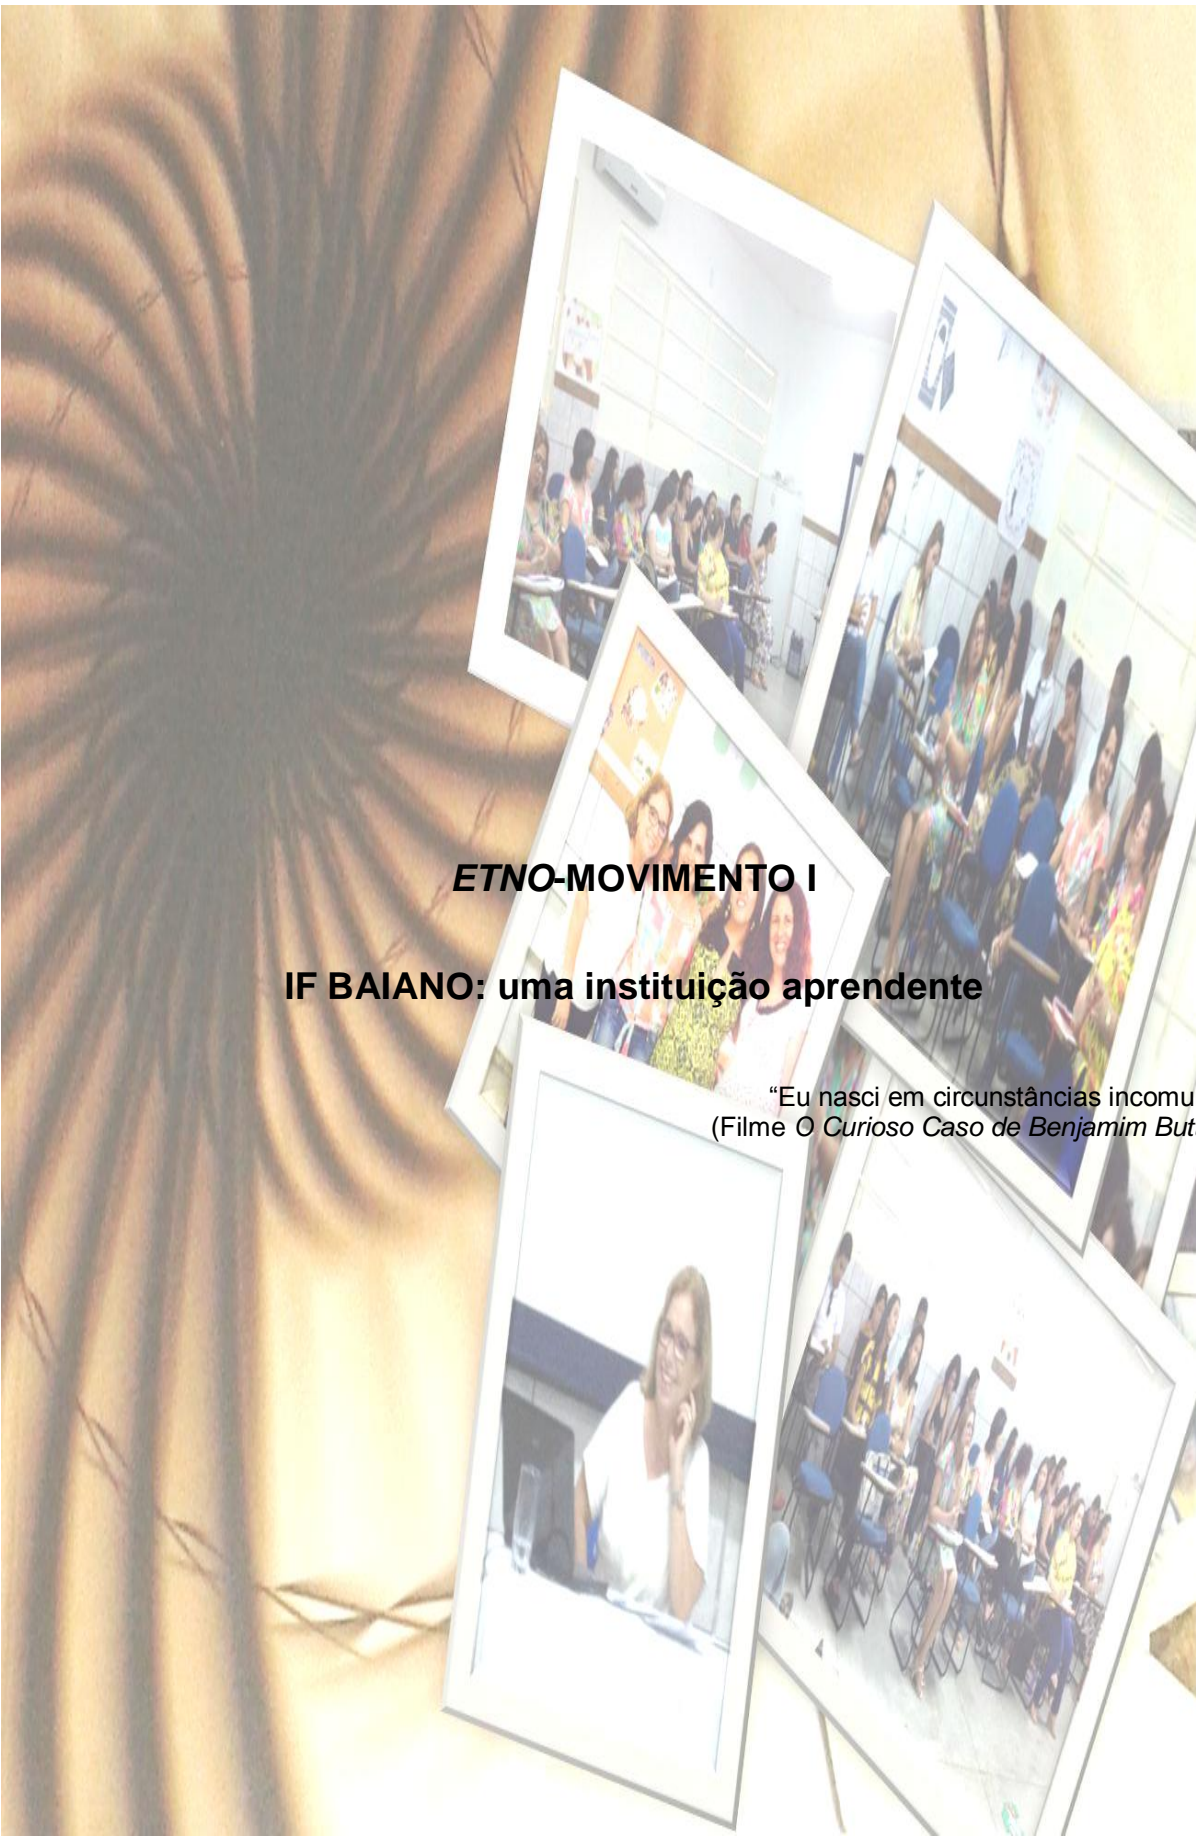 ETNO-MOVIMENTO I
IF BAIANO: uma instituição aprendente
“Eu nasci em circunstâncias incomu
(Filme O Curioso Caso de Benjamim But